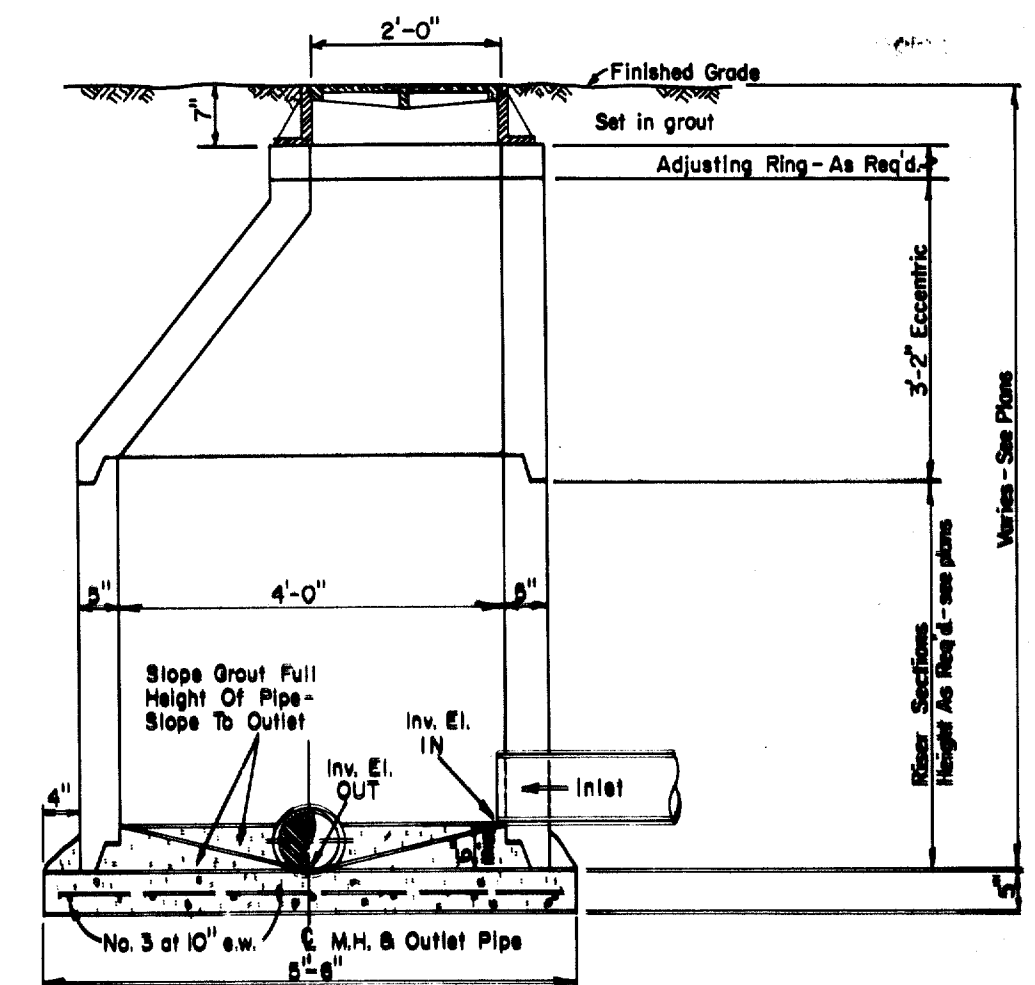 2'-0"
Finished Grade
7"
Set in grout
Adjusting Ring - As Req'd.
3'-2" Eccentric
Varies - See Plans
5" 4'-0" 5"
Riser Sections
Height As Req'd. - see plans
Slope Grout Full
Height Of Pipe -
Slope To Outlet
Inv. El.
IN
Inv. El.
OUT
Inlet
4"
5"
No. 3 at 10" e.w.
℄ M.H. & Outlet Pipe
5'-6"